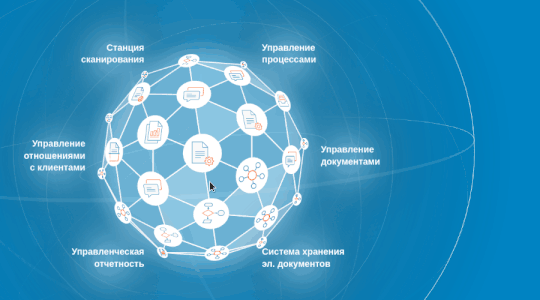 Станция
сканирования
Управление
процессами
Управление
отношениями
с клиентами
Управление
документами
Управленческая
отчетность
Система хранения
эл. документов